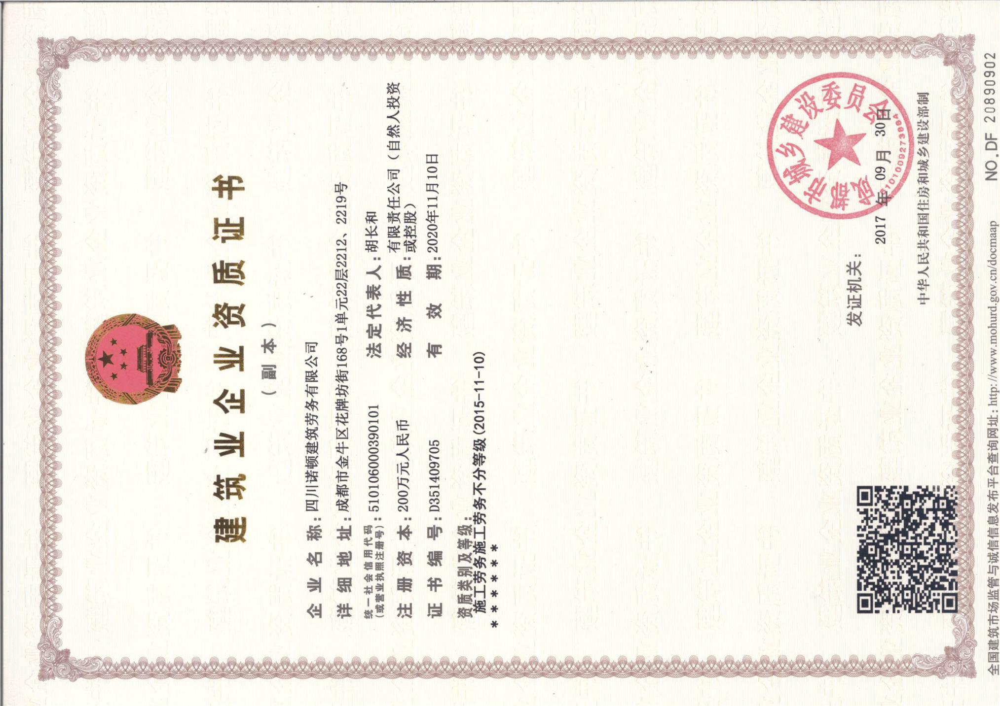 建筑业企业资质证书
（副本）
企业名称：四川诺顿建筑劳务有限公司
详细地址：成都市金牛区花牌坊街168号1单元22层2212、2219号
统一社会信用代码
（或营业执照注册号）：510106000390101
法定代表人：胡长和
注册资本：200万元人民币
经济性质：有限责任公司（自然人投资
或控股）
证书编号：D351409705
有效期：2020年11月10日
资质类别及等级：
施工劳务施工劳务不分等级(2015-11-10)
******
发证机关：
成都市城乡建设委员会
2017 年 09 月 30 日
中华人民共和国住房和城乡建设部制
全国建筑市场监管与诚信信息发布平台查询网址：http://www.mohurd.gov.cn/docmaap
NO.DF 20890902